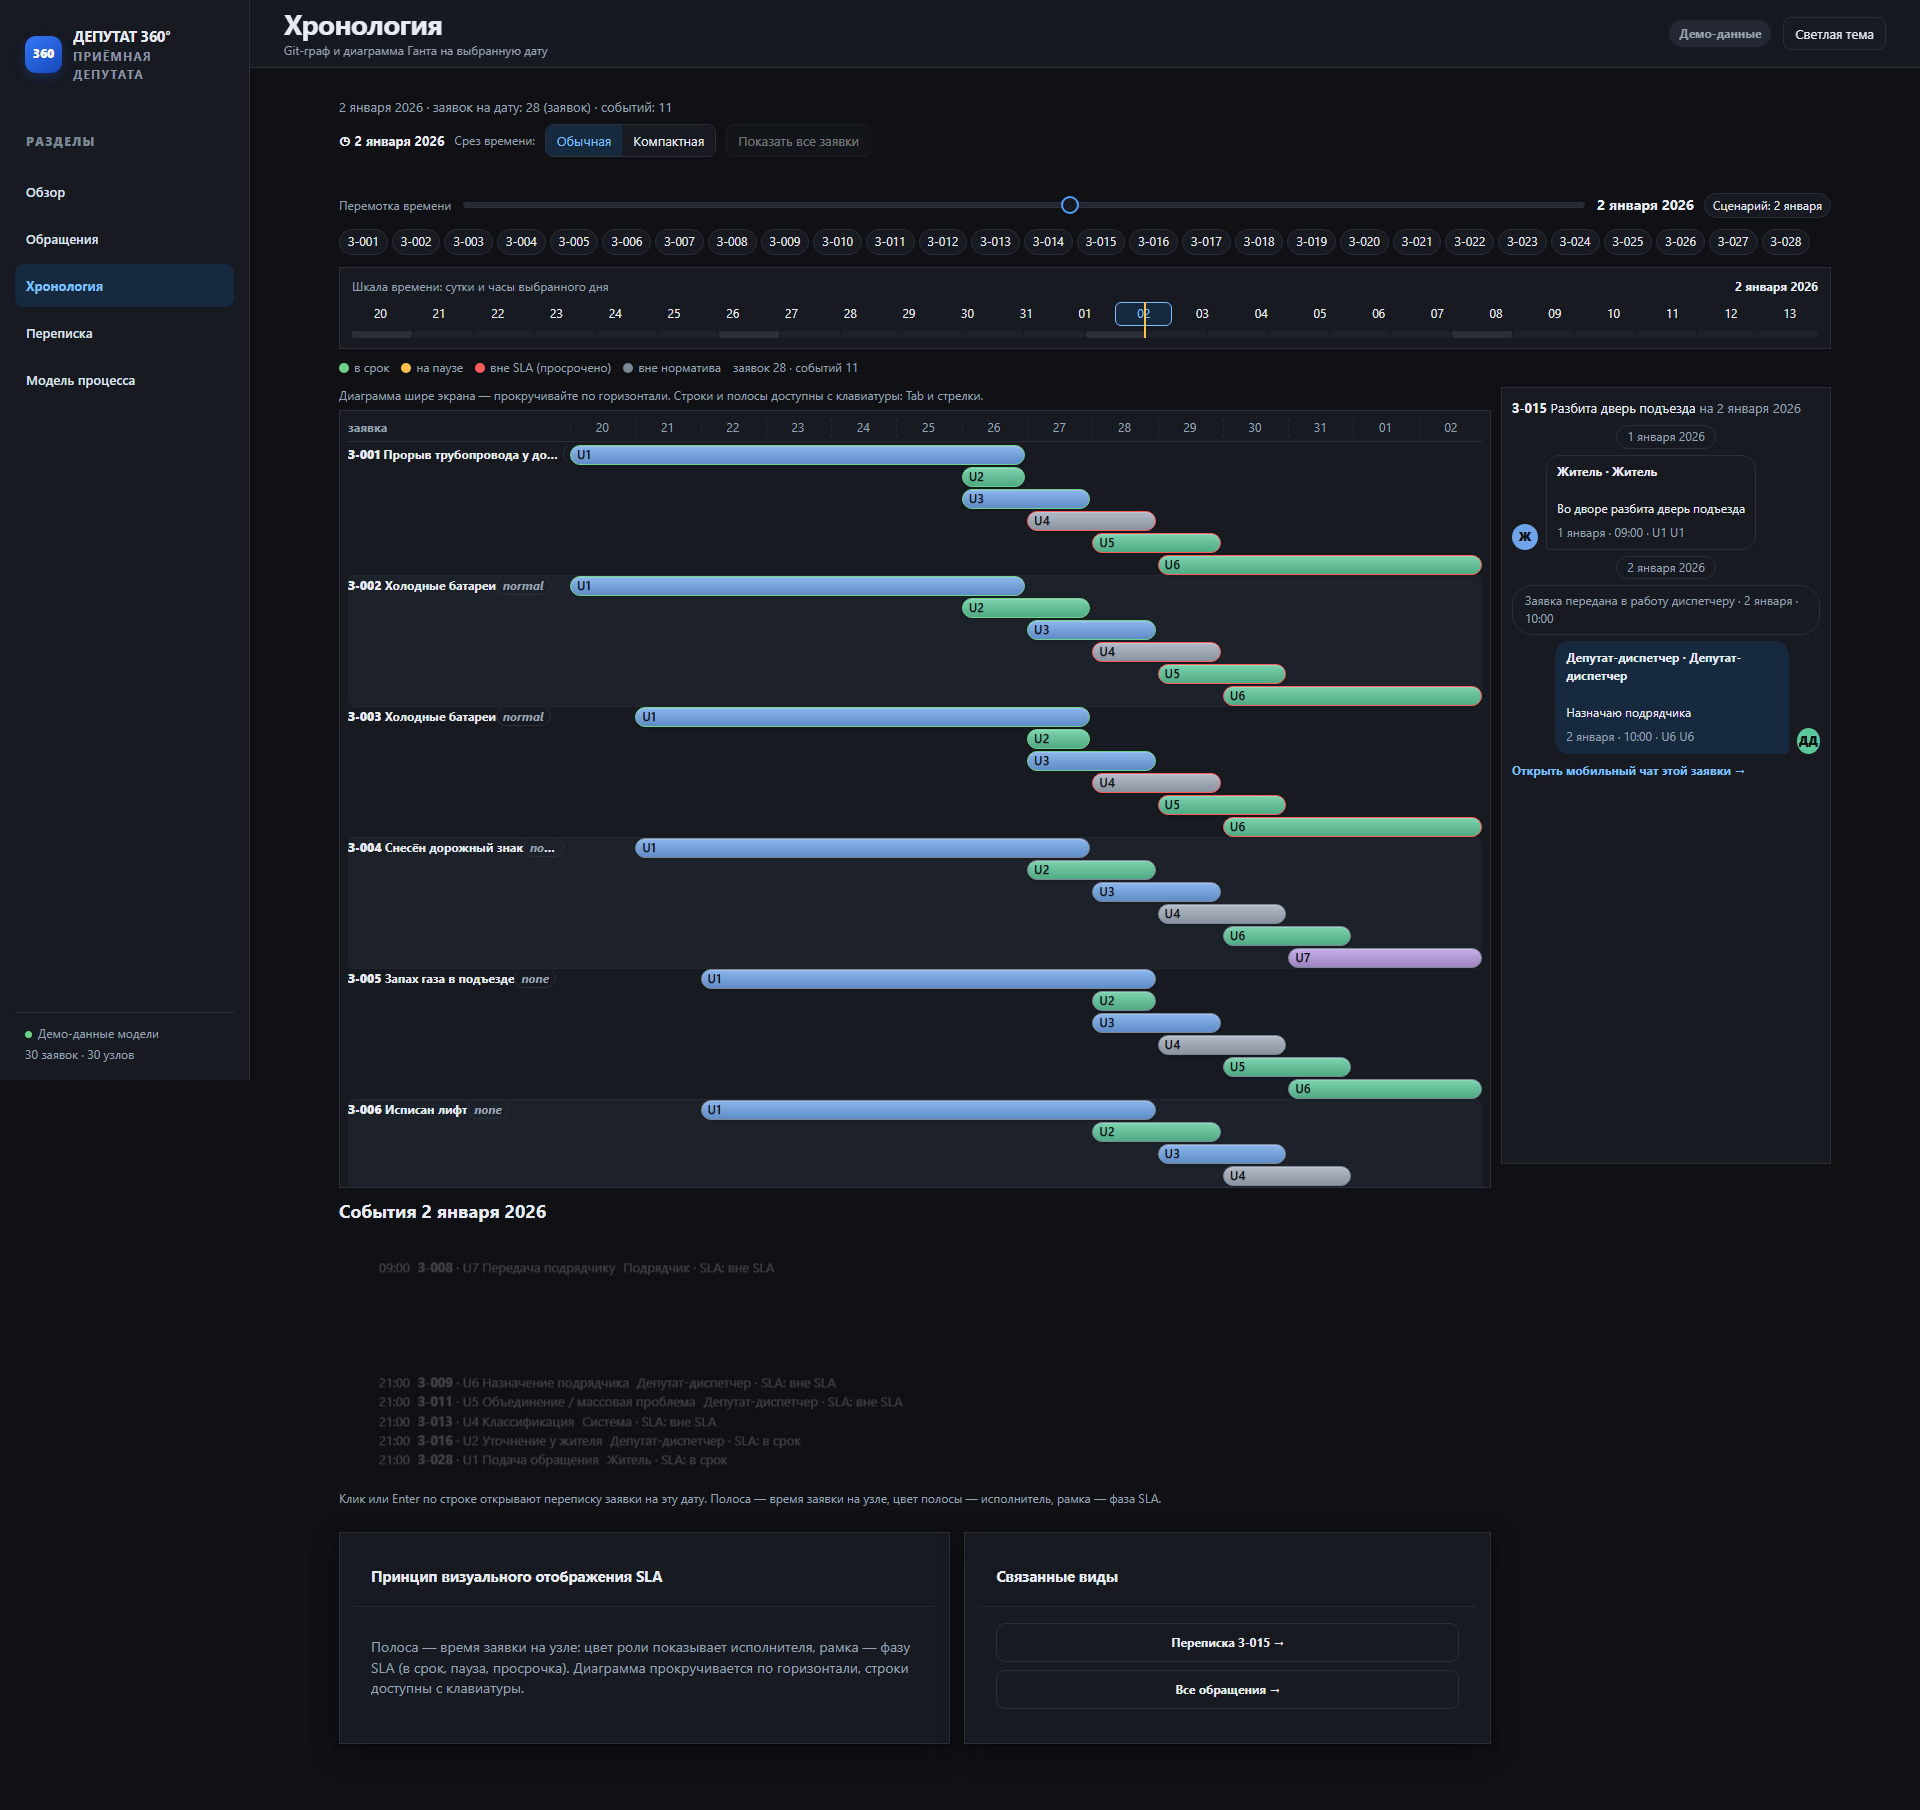 360
ДЕПУТАТ 360°
ПРИЁМНАЯ
ДЕПУТАТА
РАЗДЕЛЫ
Обзор
Обращения
Хронология
Переписка
Модель процесса
Демо-данные модели
30 заявок · 30 узлов
Хронология
Git-граф и диаграмма Ганта на выбранную дату
Демо-данные
Светлая тема
2 января 2026 · заявок на дату: 28 (заявок) · событий: 11
◷ 2 января 2026 Срез времени: Обычная Компактная Показать все заявки
Перемотка времени 2 января 2026 Сценарий: 2 января
З-001 З-002 З-003 З-004 З-005 З-006 З-007 З-008 З-009 З-010 З-011 З-012 З-013 З-014 З-015 З-016 З-017 З-018 З-019 З-020 З-021 З-022 З-023 З-024 З-025 З-026 З-027 З-028
Шкала времени: сутки и часы выбранного дня 2 января 2026
20 21 22 23 24 25 26 27 28 29 30 31 01 02 03 04 05 06 07 08 09 10 11 12 13
в срок на паузе вне SLA (просрочено) вне норматива заявок 28 · событий 11
Диаграмма шире экрана — прокручивайте по горизонтали. Строки и полосы доступны с клавиатуры: Tab и стрелки.
заявка 20 21 22 23 24 25 26 27 28 29 30 31 01 02
З-001 Прорыв трубопровода у до... U1
U2
U3
U4
U5
U6
З-002 Холодные батареи normal U1
U2
U3
U4
U5
U6
З-003 Холодные батареи normal U1
U2
U3
U4
U5
U6
З-004 Снесён дорожный знак no... U1
U2
U3
U4
U6
U7
З-005 Запах газа в подъезде none U1
U2
U3
U4
U5
U6
З-006 Исписан лифт none U1
U2
U3
U4
З-015 Разбита дверь подъезда на 2 января 2026
1 января 2026
Житель · Житель
Во дворе разбита дверь подъезда
1 января · 09:00 · U1 U1
Ж
2 января 2026
Заявка передана в работу диспетчеру · 2 января ·
10:00
Депутат-диспетчер · Депутат-
диспетчер
Назначаю подрядчика
2 января · 10:00 · U6 U6
ДД
Открыть мобильный чат этой заявки →
События 2 января 2026
09:00 З-008 · U7 Передача подрядчику Подрядчик · SLA: вне SLA
21:00 З-009 · U6 Назначение подрядчика Депутат-диспетчер · SLA: вне SLA
21:00 З-011 · U5 Объединение / массовая проблема Депутат-диспетчер · SLA: вне SLA
21:00 З-013 · U4 Классификация Система · SLA: вне SLA
21:00 З-016 · U2 Уточнение у жителя Депутат-диспетчер · SLA: в срок
21:00 З-028 · U1 Подача обращения Житель · SLA: в срок
Клик или Enter по строке открывают переписку заявки на эту дату. Полоса — время заявки на узле, цвет полосы — исполнитель, рамка — фаза SLA.
Принцип визуального отображения SLA
Полоса — время заявки на узле: цвет роли показывает исполнителя, рамка — фазу
SLA (в срок, пауза, просрочка). Диаграмма прокручивается по горизонтали, строки
доступны с клавиатуры.
Связанные виды
Переписка З-015 →
Все обращения →